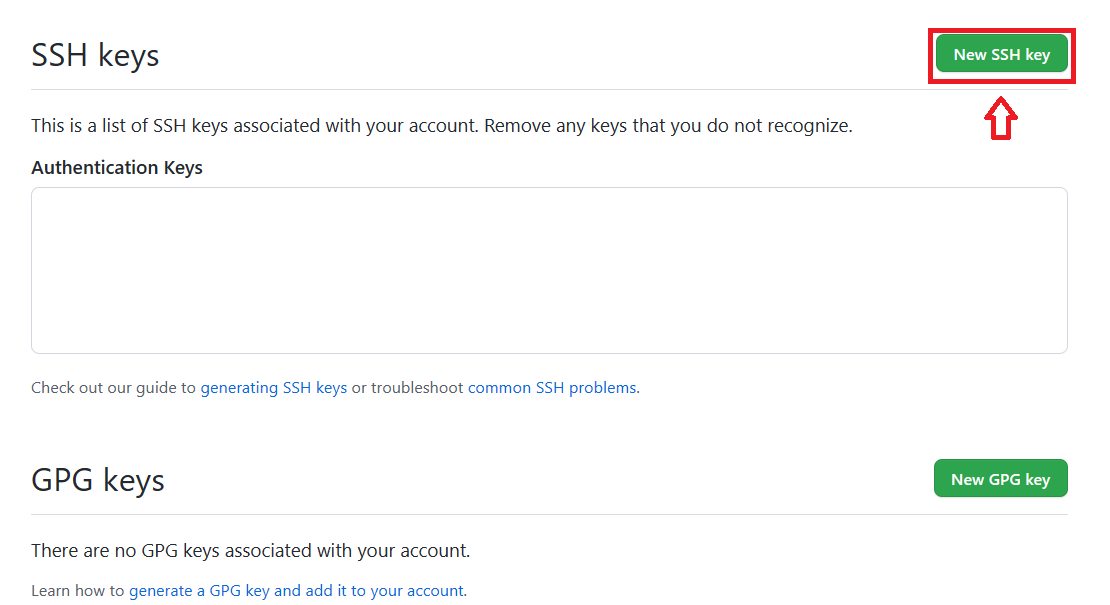 SSH keys
New SSH key
This is a list of SSH keys associated with your account. Remove any keys that you do not recognize.
Authentication Keys
Check out our guide to generating SSH keys or troubleshoot common SSH problems.
GPG keys
New GPG key
There are no GPG keys associated with your account.
Learn how to generate a GPG key and add it to your account.